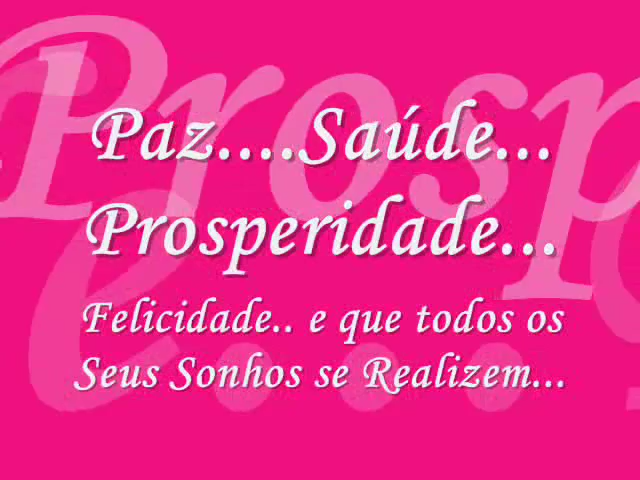 Paz....Saúde...
Prosperidade...
Felicidade.. e que todos os
Seus Sonhos se Realizem...